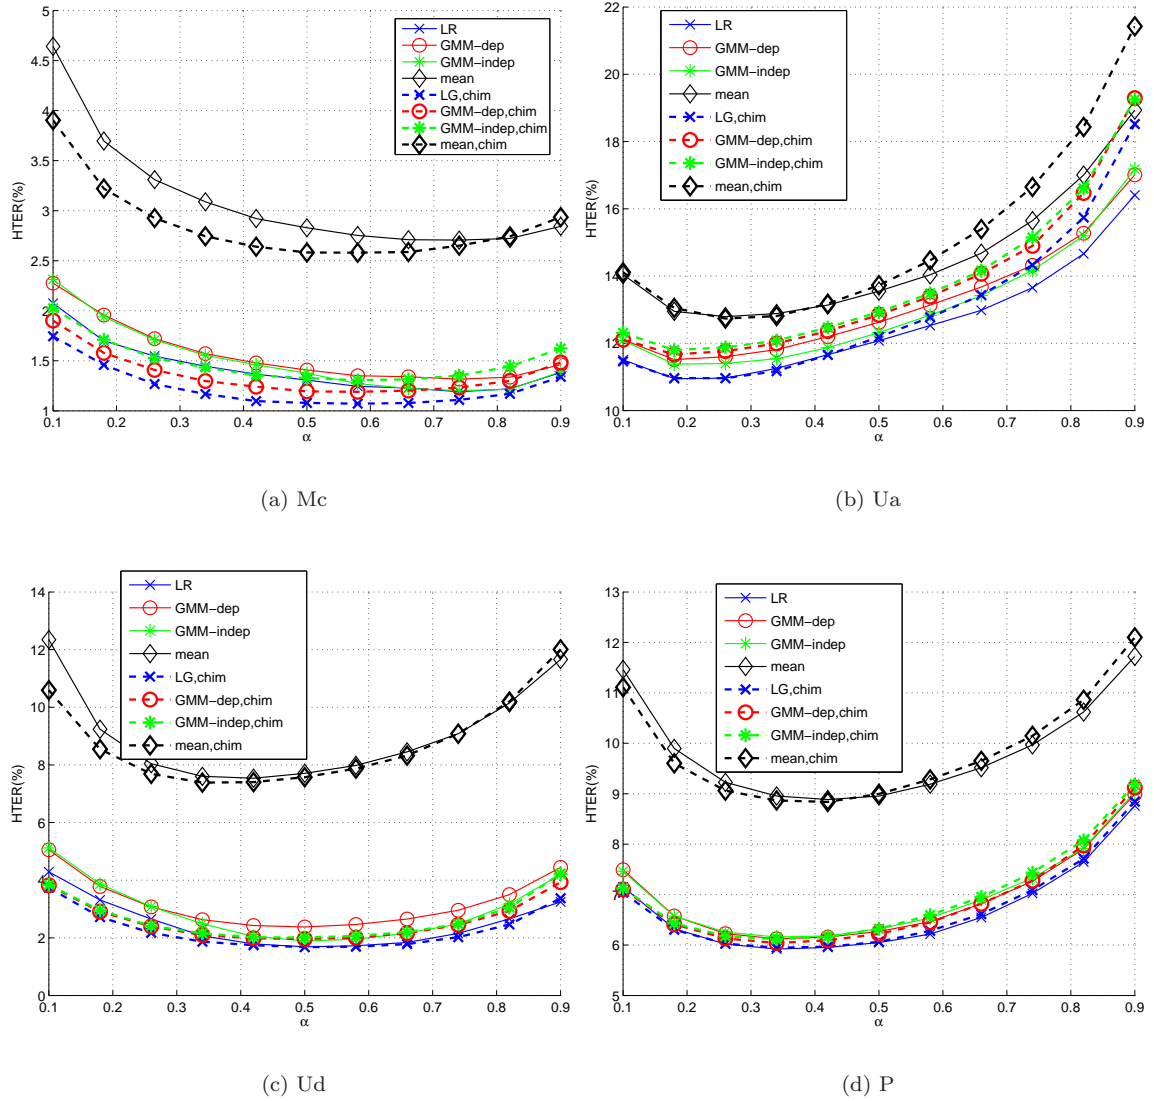 5
4.5
4
3.5
3
2.5
2
1.5
1
HTER(%)
0.1 0.2 0.3 0.4 0.5 0.6 0.7 0.8 0.9
α
LR
GMM−dep
GMM−indep
mean
LG,chim
GMM−dep,chim
GMM−indep,chim
mean,chim
(a) Mc
22
20
18
16
14
12
10
HTER(%)
0.1 0.2 0.3 0.4 0.5 0.6 0.7 0.8 0.9
α
LR
GMM−dep
GMM−indep
mean
LG,chim
GMM−dep,chim
GMM−indep,chim
mean,chim
(b) Ua
14
12
10
8
6
4
2
0
HTER(%)
0.1 0.2 0.3 0.4 0.5 0.6 0.7 0.8 0.9
α
LR
GMM−dep
GMM−indep
mean
LG,chim
GMM−dep,chim
GMM−indep,chim
mean,chim
(c) Ud
13
12
11
10
9
8
7
6
5
HTER(%)
0.1 0.2 0.3 0.4 0.5 0.6 0.7 0.8 0.9
α
LR
GMM−dep
GMM−indep
mean
LG,chim
GMM−dep,chim
GMM−indep,chim
mean,chim
(d) P